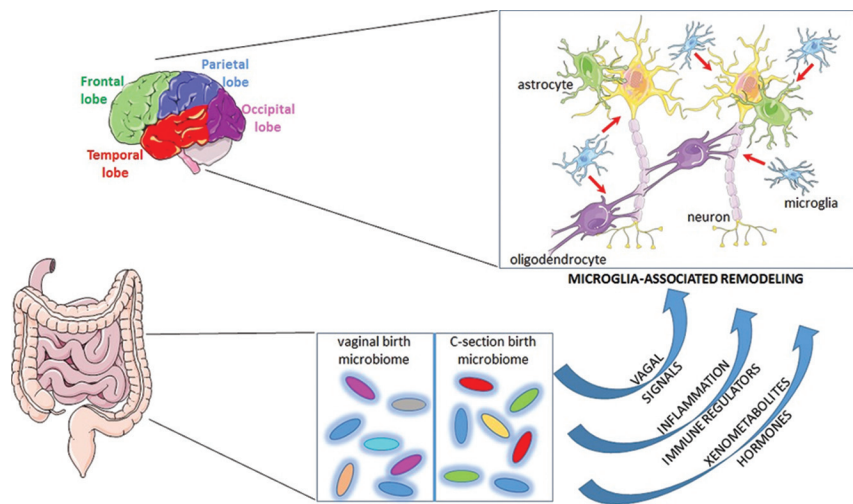 Frontal
lobe
Parietal
lobe
Occipital
lobe
Temporal
lobe
astrocyte
neuron
microglia
oligodendrocyte
MICROGLIA-ASSOCIATED REMODELING
vaginal birth
microbiome
C-section birth
microbiome
VAGAL
SIGNALS
INFLAMMATION
IMMUNE REGULATORS
XENOMETABOLITES
HORMONES